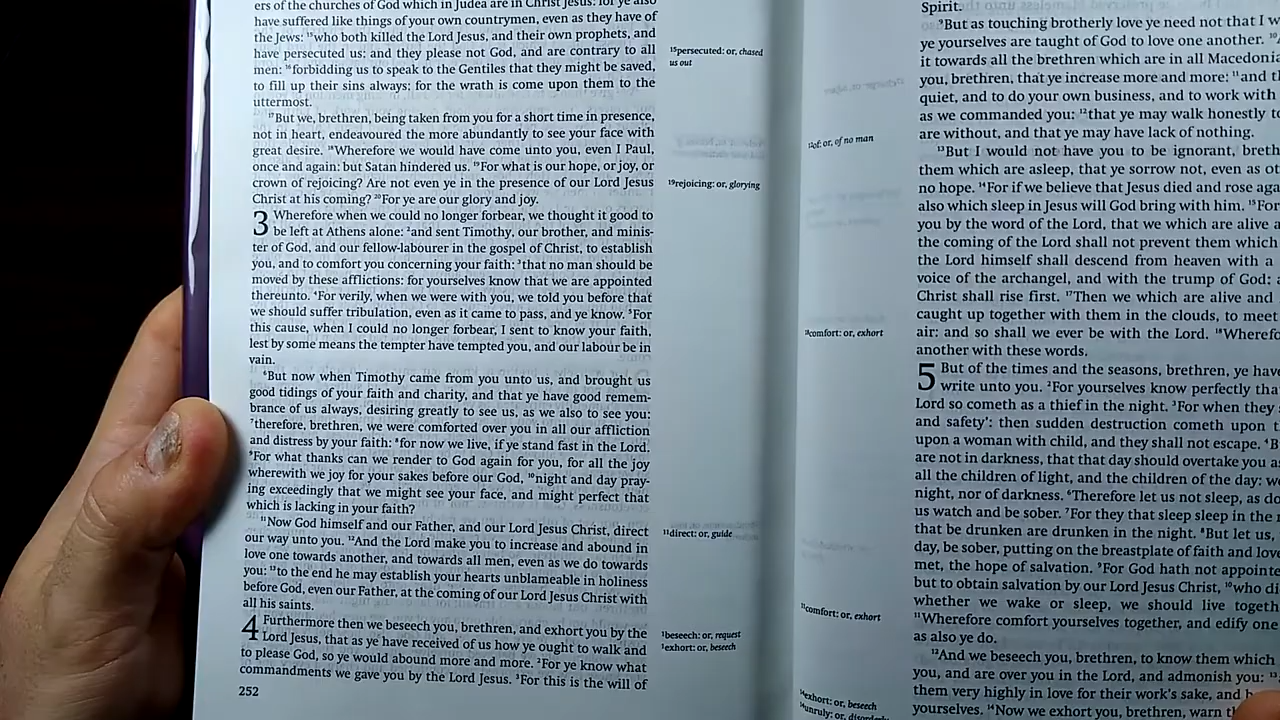 ers of the churches of God which in Judea are in Christ Jesus: for ye also
have suffered like things of your own countrymen, even as they have of
the Jews: ¹⁵who both killed the Lord Jesus, and their own prophets, and
have persecuted us; and they please not God, and are contrary to all
men: ¹⁶forbidding us to speak to the Gentiles that they might be saved,
to fill up their sins always; for the wrath is come upon them to the
uttermost.
¹⁷But we, brethren, being taken from you for a short time in presence,
not in heart, endeavoured the more abundantly to see your face with
great desire. ¹⁸Wherefore we would have come unto you, even I Paul,
once and again: but Satan hindered us. ¹⁹For what is our hope, or joy, or
crown of rejoicing? Are not even ye in the presence of our Lord Jesus
Christ at his coming? ²⁰For ye are our glory and joy.
3 Wherefore when we could no longer forbear, we thought it good to
be left at Athens alone: ²and sent Timothy, our brother, and minis-
ter of God, and our fellow-labourer in the gospel of Christ, to establish
you, and to comfort you concerning your faith: ³that no man should be
moved by these afflictions: for yourselves know that we are appointed
thereunto. ⁴For verily, when we were with you, we told you before that
we should suffer tribulation, even as it came to pass, and ye know. ⁵For
this cause, when I could no longer forbear, I sent to know your faith,
lest by some means the tempter have tempted you, and our labour be in
vain.
⁶But now when Timothy came from you unto us, and brought us
good tidings of your faith and charity, and that ye have good remem-
brance of us always, desiring greatly to see us, as we also to see you:
⁷therefore, brethren, we were comforted over you in all our affliction
and distress by your faith: ⁸for now we live, if ye stand fast in the Lord.
⁹For what thanks can we render to God again for you, for all the joy
wherewith we joy for your sakes before our God, ¹⁰night and day pray-
ing exceedingly that we might see your face, and might perfect that
which is lacking in your faith?
¹¹Now God himself and our Father, and our Lord Jesus Christ, direct
our way unto you. ¹²And the Lord make you to increase and abound in
love one towards another, and towards all men, even as we do towards
you: ¹³to the end he may establish your hearts unblameable in holiness
before God, even our Father, at the coming of our Lord Jesus Christ with
all his saints.
4 Furthermore then we beseech you, brethren, and exhort you by the
Lord Jesus, that as ye have received of us how ye ought to walk and
to please God, so ye would abound more and more. ²For ye know what
commandments we gave you by the Lord Jesus. ³For this is the will of
252
¹⁵persecuted: or, chased
us out
¹⁹rejoicing: or, glorying
¹¹direct: or, guide
¹beseech: or, request
¹exhort: or, beseech
¹²of: or, of no man
¹⁸comfort: or, exhort
¹¹comfort: or, exhort
¹⁴exhort: or, beseech
¹⁴unruly: or, disorderly
Spirit.
⁹But as touching brotherly love ye need not that I w
ye yourselves are taught of God to love one another. ¹⁰
it towards all the brethren which are in all Macedonia
you, brethren, that ye increase more and more: ¹¹and th
quiet, and to do your own business, and to work with
as we commanded you: ¹²that ye may walk honestly to
are without, and that ye may have lack of nothing.
¹³But I would not have you to be ignorant, breth
them which are asleep, that ye sorrow not, even as ot
no hope. ¹⁴For if we believe that Jesus died and rose aga
also which sleep in Jesus will God bring with him. ¹⁵For
you by the word of the Lord, that we which are alive a
the coming of the Lord shall not prevent them which
the Lord himself shall descend from heaven with a
voice of the archangel, and with the trump of God: a
Christ shall rise first. ¹⁷Then we which are alive and
caught up together with them in the clouds, to meet
air: and so shall we ever be with the Lord. ¹⁸Wherefo
another with these words.
5 But of the times and the seasons, brethren, ye have
write unto you. ²For yourselves know perfectly tha
Lord so cometh as a thief in the night. ³For when they
and safety': then sudden destruction cometh upon t
upon a woman with child, and they shall not escape. ⁴B
are not in darkness, that that day should overtake you as
all the children of light, and the children of the day: we
night, nor of darkness. ⁶Therefore let us not sleep, as do
us watch and be sober. ⁷For they that sleep sleep in the
that be drunken are drunken in the night. ⁸But let us,
day, be sober, putting on the breastplate of faith and love
met, the hope of salvation. ⁹For God hath not appointe
but to obtain salvation by our Lord Jesus Christ, ¹⁰who di
whether we wake or sleep, we should live togeth
¹¹Wherefore comfort yourselves together, and edify one
as also ye do.
¹²And we beseech you, brethren, to know them which
you, and are over you in the Lord, and admonish you: ¹³
them very highly in love for their work's sake, and b
yourselves. ¹⁴Now we exhort you, brethren, warn t